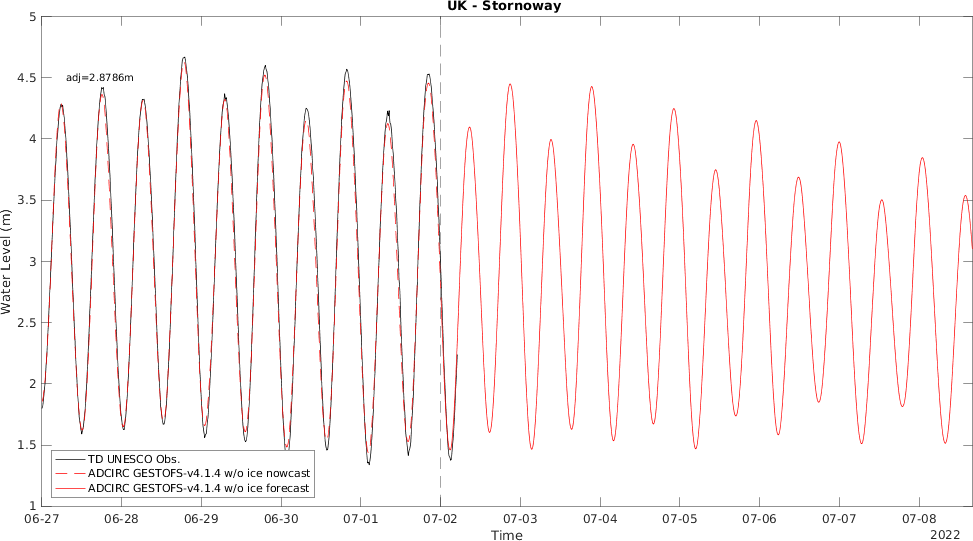 UK - Stornoway
5
adj=2.8786m
4.5
4
3.5
3
2.5
2
1.5
1
Water Level (m)
TD UNESCO Obs.
ADCIRC GESTOFS-v4.1.4 w/o ice nowcast
ADCIRC GESTOFS-v4.1.4 w/o ice forecast
06-27 06-28 06-29 06-30 07-01 07-02 07-03 07-04 07-05 07-06 07-07 07-08
Time
2022